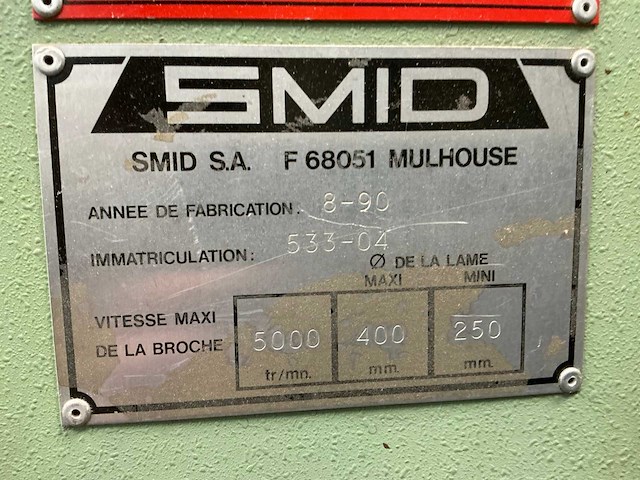 SMID
SMID S.A. F 68051 MULHOUSE
ANNEE DE FABRICATION: 8-90
IMMATRICULATION: 533-04
Ø DE LA LAME
MAXI MINI
VITESSE MAXI
DE LA BROCHE 5000 400 250
tr/mn. mm. mm.